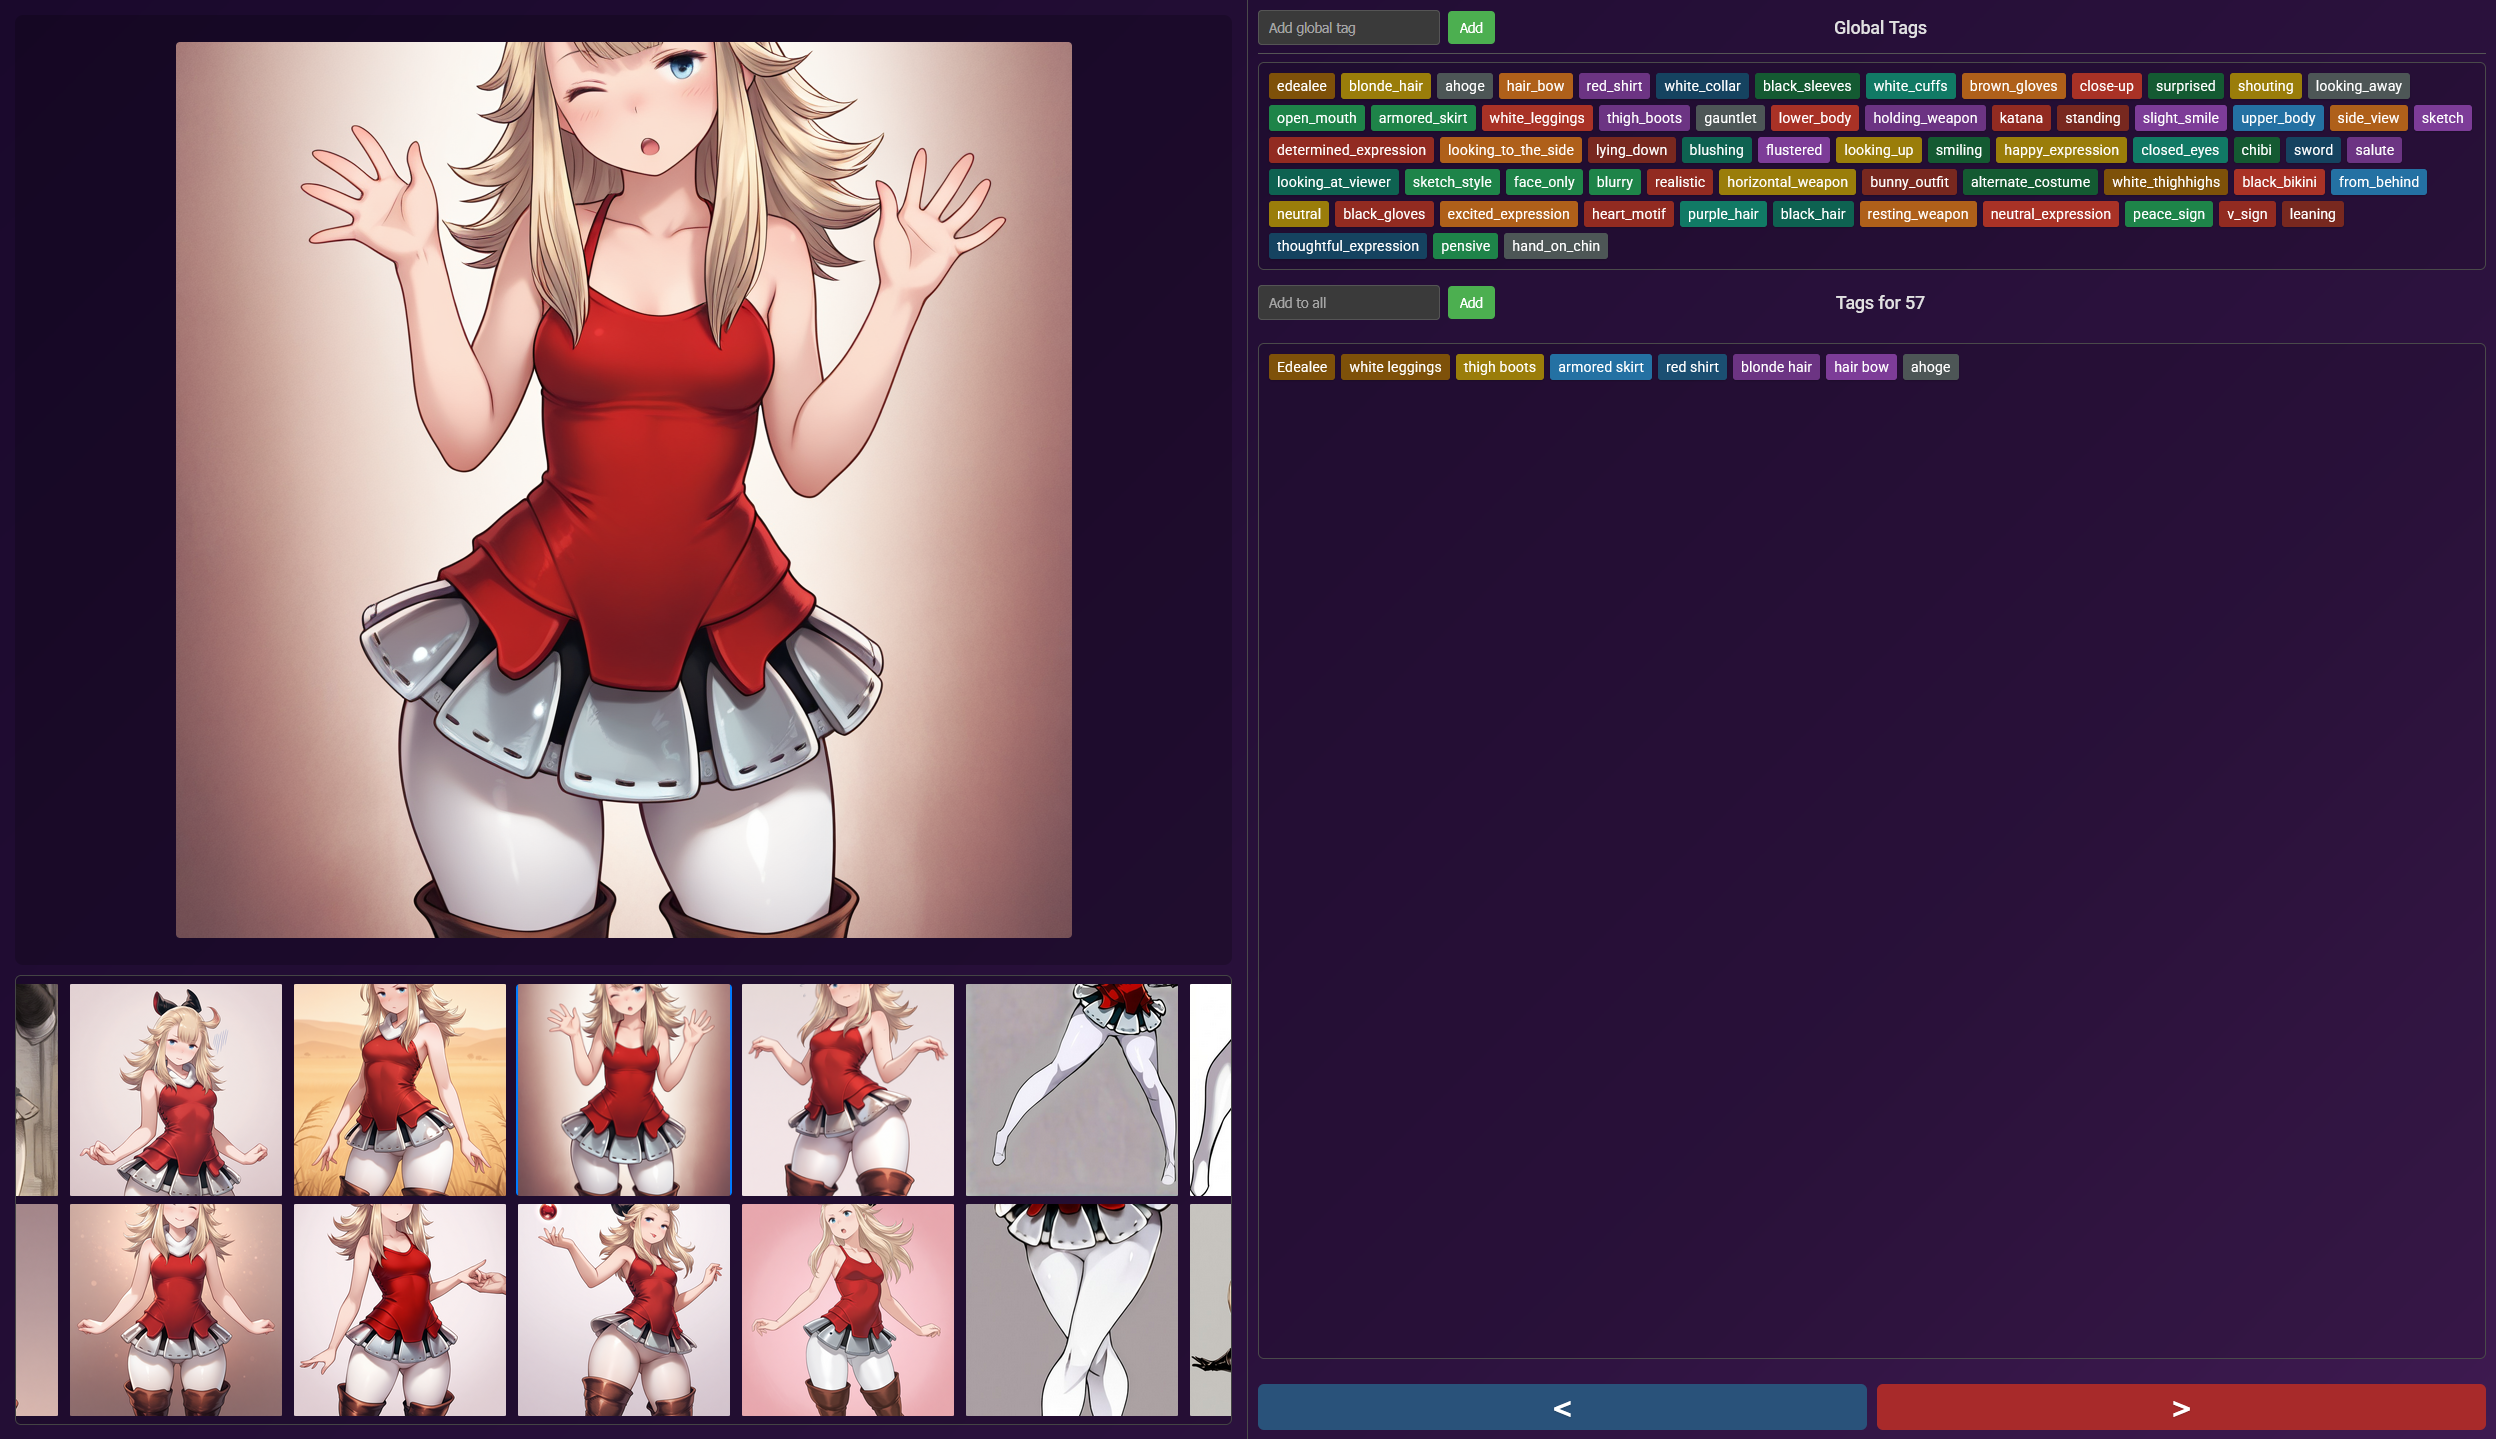 Add global tag Add Global Tags
edealee blonde_hair ahoge hair_bow red_shirt white_collar black_sleeves white_cuffs brown_gloves close-up surprised shouting looking_away
open_mouth armored_skirt white_leggings thigh_boots gauntlet lower_body holding_weapon katana standing slight_smile upper_body side_view sketch
determined_expression looking_to_the_side lying_down blushing flustered looking_up smiling happy_expression closed_eyes chibi sword salute
looking_at_viewer sketch_style face_only blurry realistic horizontal_weapon bunny_outfit alternate_costume white_thighhighs black_bikini from_behind
neutral black_gloves excited_expression heart_motif purple_hair black_hair resting_weapon neutral_expression peace_sign v_sign leaning
thoughtful_expression pensive hand_on_chin
Add to all Add Tags for 57
Edealee white leggings thigh boots armored skirt red shirt blonde hair hair bow ahoge
< >